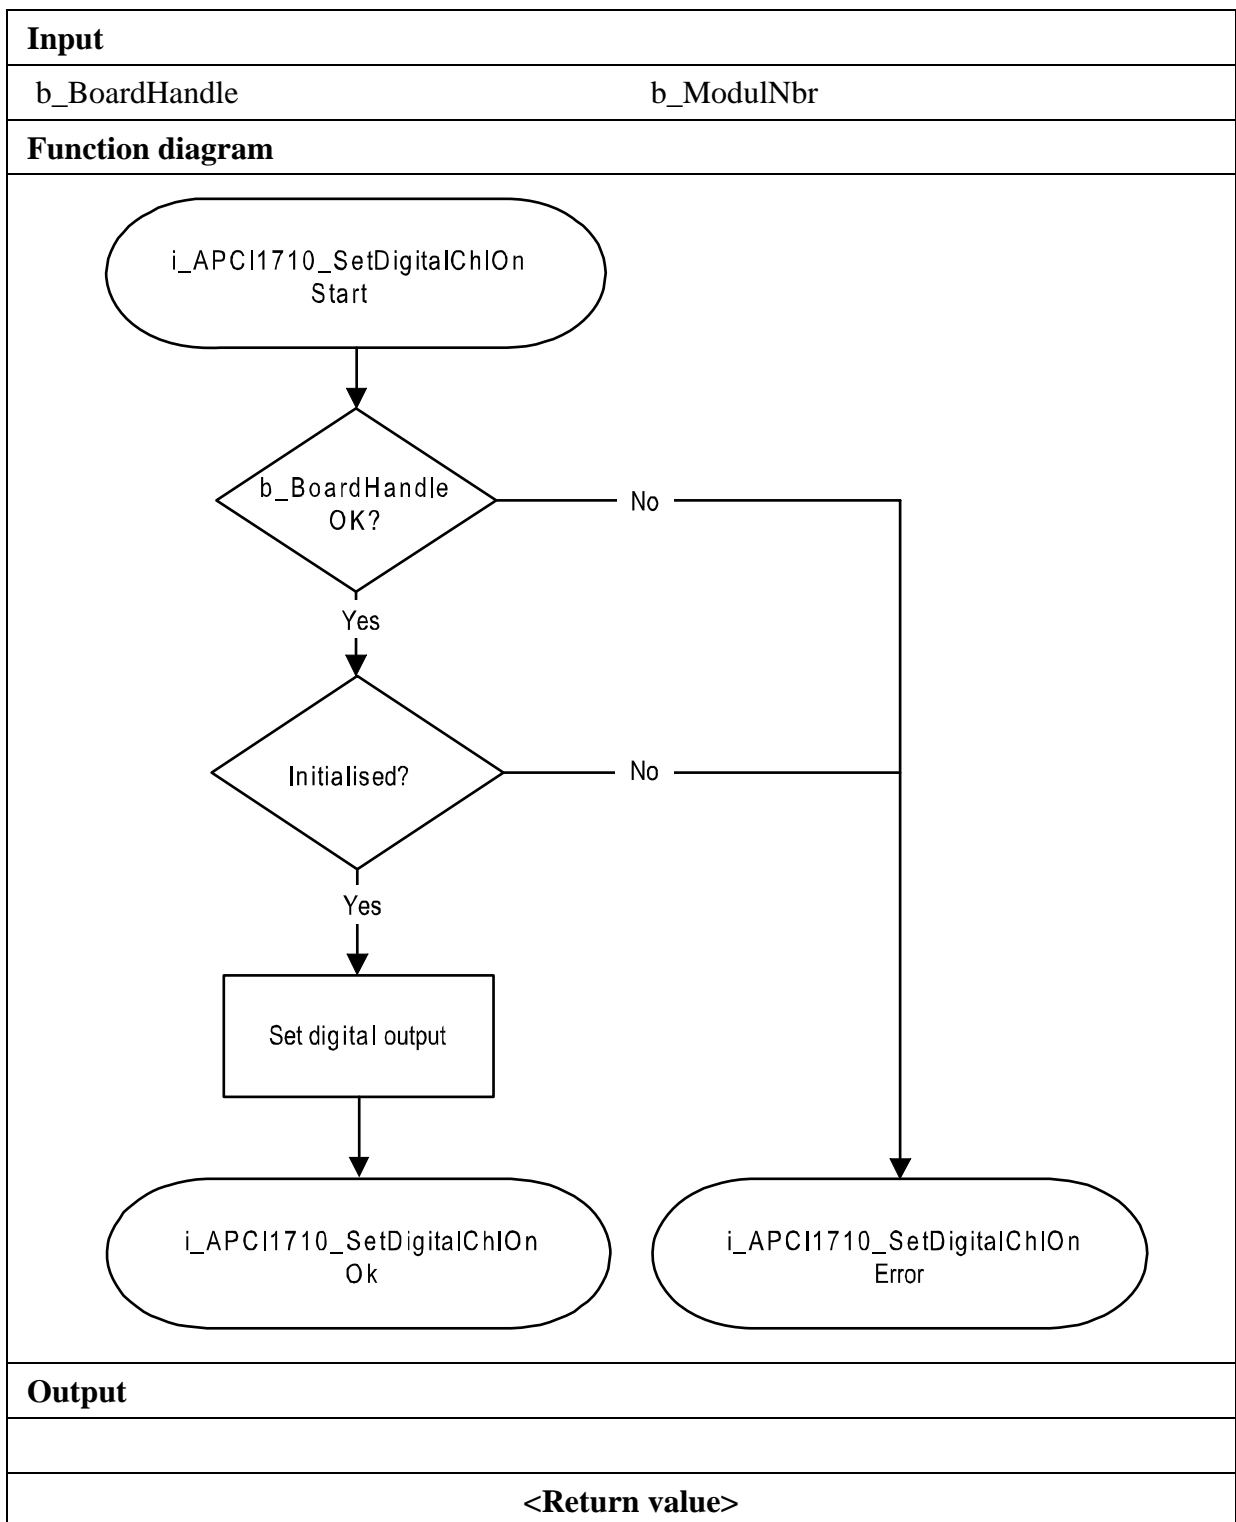 Input
b_BoardHandle b_ModulNbr
Function diagram
i_APCI1710_SetDigitalChlOn
Start
b_BoardHandle
OK?
No
Yes
Initialised?
No
Yes
Set digital output
i_APCI1710_SetDigitalChlOn
Ok
i_APCI1710_SetDigitalChlOn
Error
Output
<Return value>